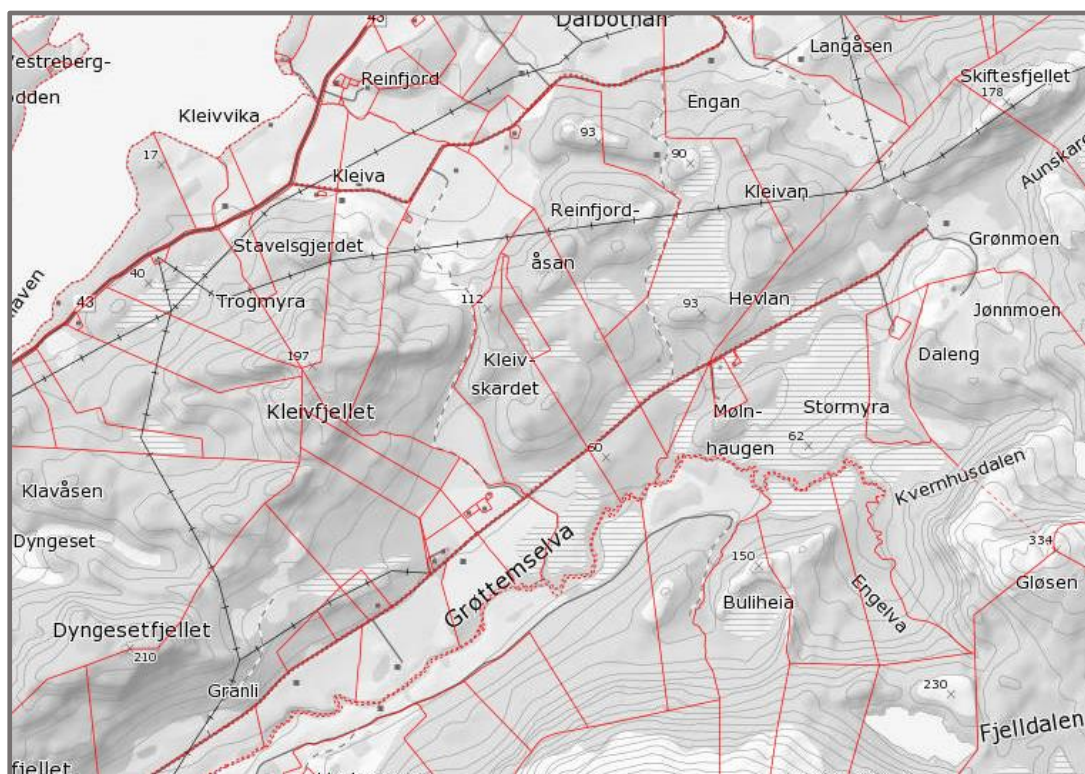 43
Dalbotnan
Langåsen
Vestreberg-
odden
Reinfjord
Skiftesfjellet
178
Engan
Kleivvika
93
17
90
Aunskard
Kleiva
Kleivan
Reinfjord-
åsan
Stavelsgjerdet
Grønmoen
40
Trogmyra
112
93
Hevlan
43
haven
Jønnmoen
197
Kleiv-
skardet
Daleng
Kleivfjellet
Møln-
haugen
Stormyra
62
60
Klavåsen
Kvernhusdalen
Dyngeset
334
150
Gløsen
Grøttemselva
Buliheia
Engelva
Dyngesetfjellet
210
Granli
230
Fjelldalen
fjellet